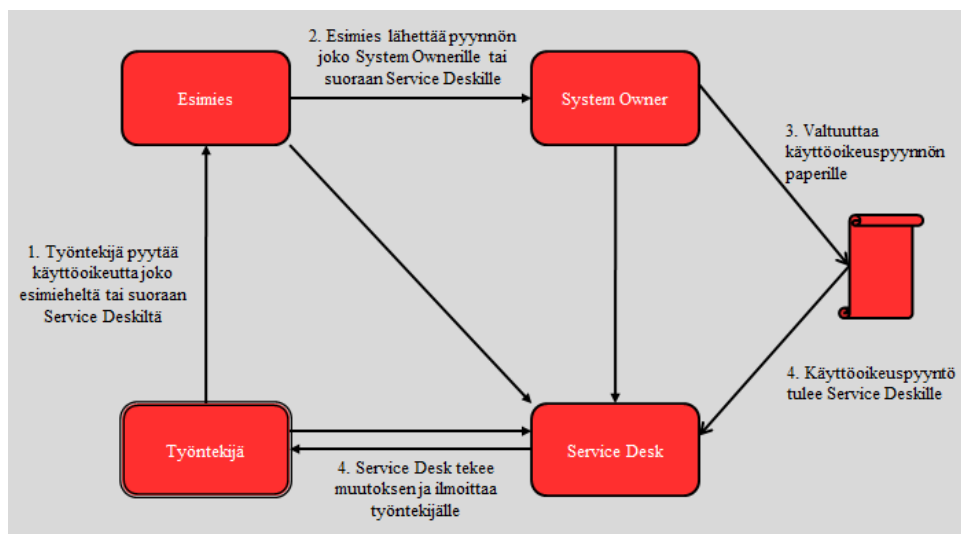 2. Esimies lähettää pyynnön
joko System Ownerille tai
suoraan Service Deskille
Esimies
System Owner
3. Valtuuttaa
käyttöoikeuspyynnön
paperille
1. Työntekijä pyytää
käyttöoikeutta joko
esimieheltä tai suoraan
Service Deskiltä
4. Käyttöoikeuspyyntö
tulee Service Deskille
Työntekijä
Service Desk
4. Service Desk tekee
muutoksen ja ilmoittaa
työntekijälle